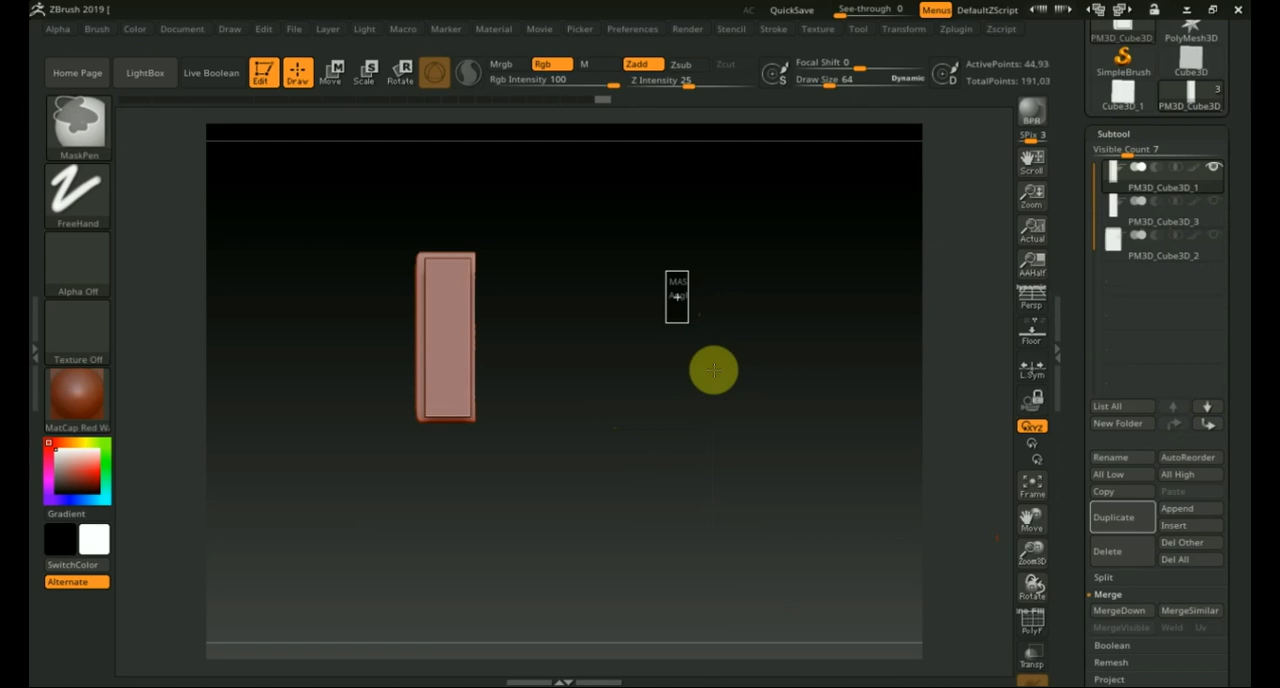 ZBrush 2019 [
AC QuickSave See-through 0 Menus DefaultZScript
Alpha Brush Color Document Draw Edit File Layer Light Macro Marker Material Movie Picker Preferences Render Stencil Stroke Texture Tool Transform Zplugin Zscript
Home Page LightBox Live Boolean Edit Draw Move Scale Rotate
Mrgb Rgb M Zadd Zsub
Rgb Intensity 100 Z Intensity 25
Focal Shift 0
Draw Size 64 Dynamic
ActivePoints: 44,93
TotalPoints: 191,03
S
D
MaskPen
FreeHand
Alpha Off
Texture Off
MatCap Red W
Gradient
SwitchColor
Alternate
MAS
BPR
SPix 3
Scroll
Zoom
Actual
AAHalf
Dynamic
Persp
Floor
L.Sym
XYZ
Frame
Move
Zoom3D
Rotate
PolyF
Transp
PM3D_Cube3D PolyMesh3D
SimpleBrush Cube3D
3
Cube3D_1 PM3D_Cube3D_
Subtool
Visible Count 7
PM3D_Cube3D_1
PM3D_Cube3D_3
PM3D_Cube3D_2
List All
New Folder
Rename AutoReorder
All Low All High
Copy Paste
Duplicate Append
Insert
Delete Del Other
Del All
Split
Merge
MergeDown MergeSimilar
MergeVisible Weld Uv
Boolean
Remesh
Project